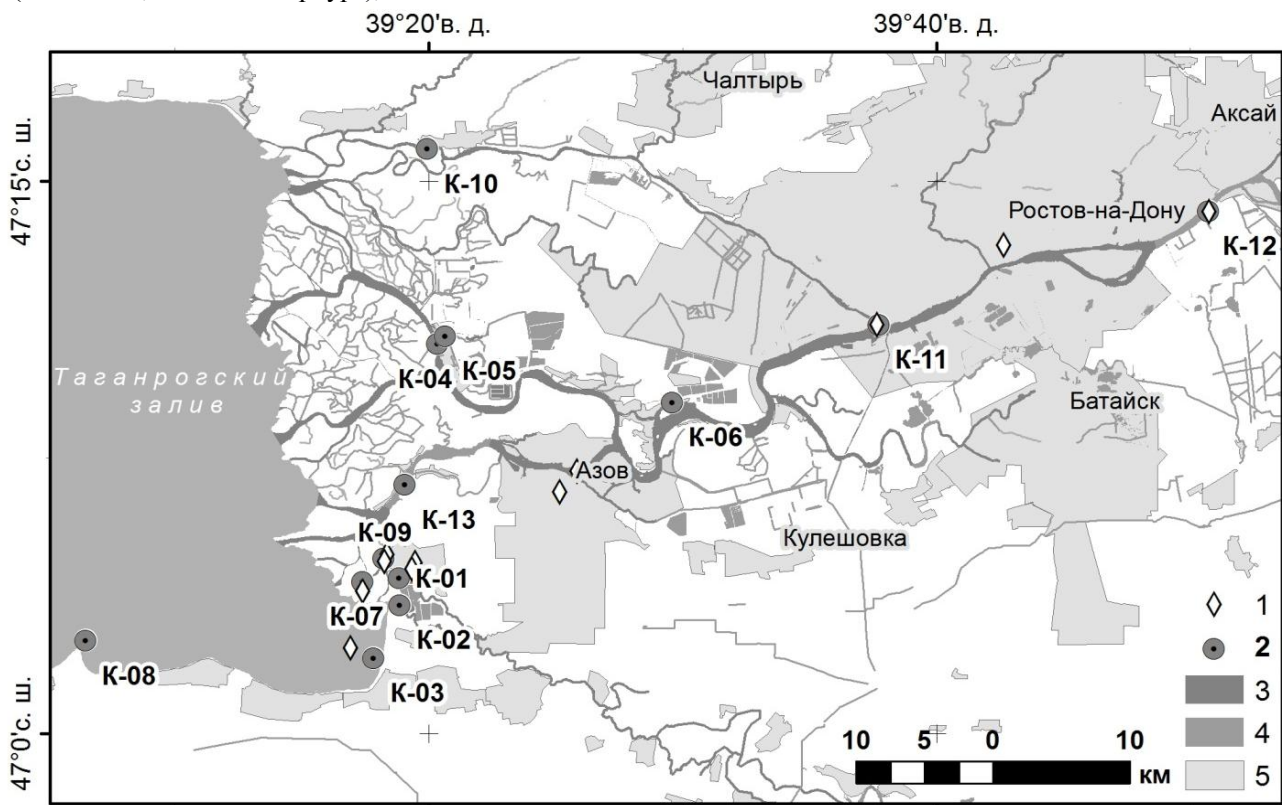 39°20'в. д.
39°40'в. д.
Чалтырь
Аксай
47°15'с. ш.
К-10
Ростов-на-Дону
К-12
К-11
К-04
К-05
Таганрогский
залив
Батайск
К-06
Азов
К-13
Кулешовка
К-09
К-01
К-07
К-02
К-08
К-03
1
2
3
4
5
47°0'с. ш.
10 5 0 10
км